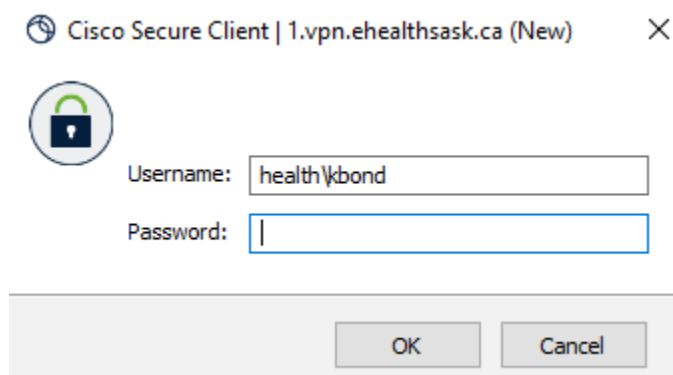 Cisco Secure Client | 1.vpn.ehealthsask.ca (New)
Username: health\kbond
Password:
OK Cancel